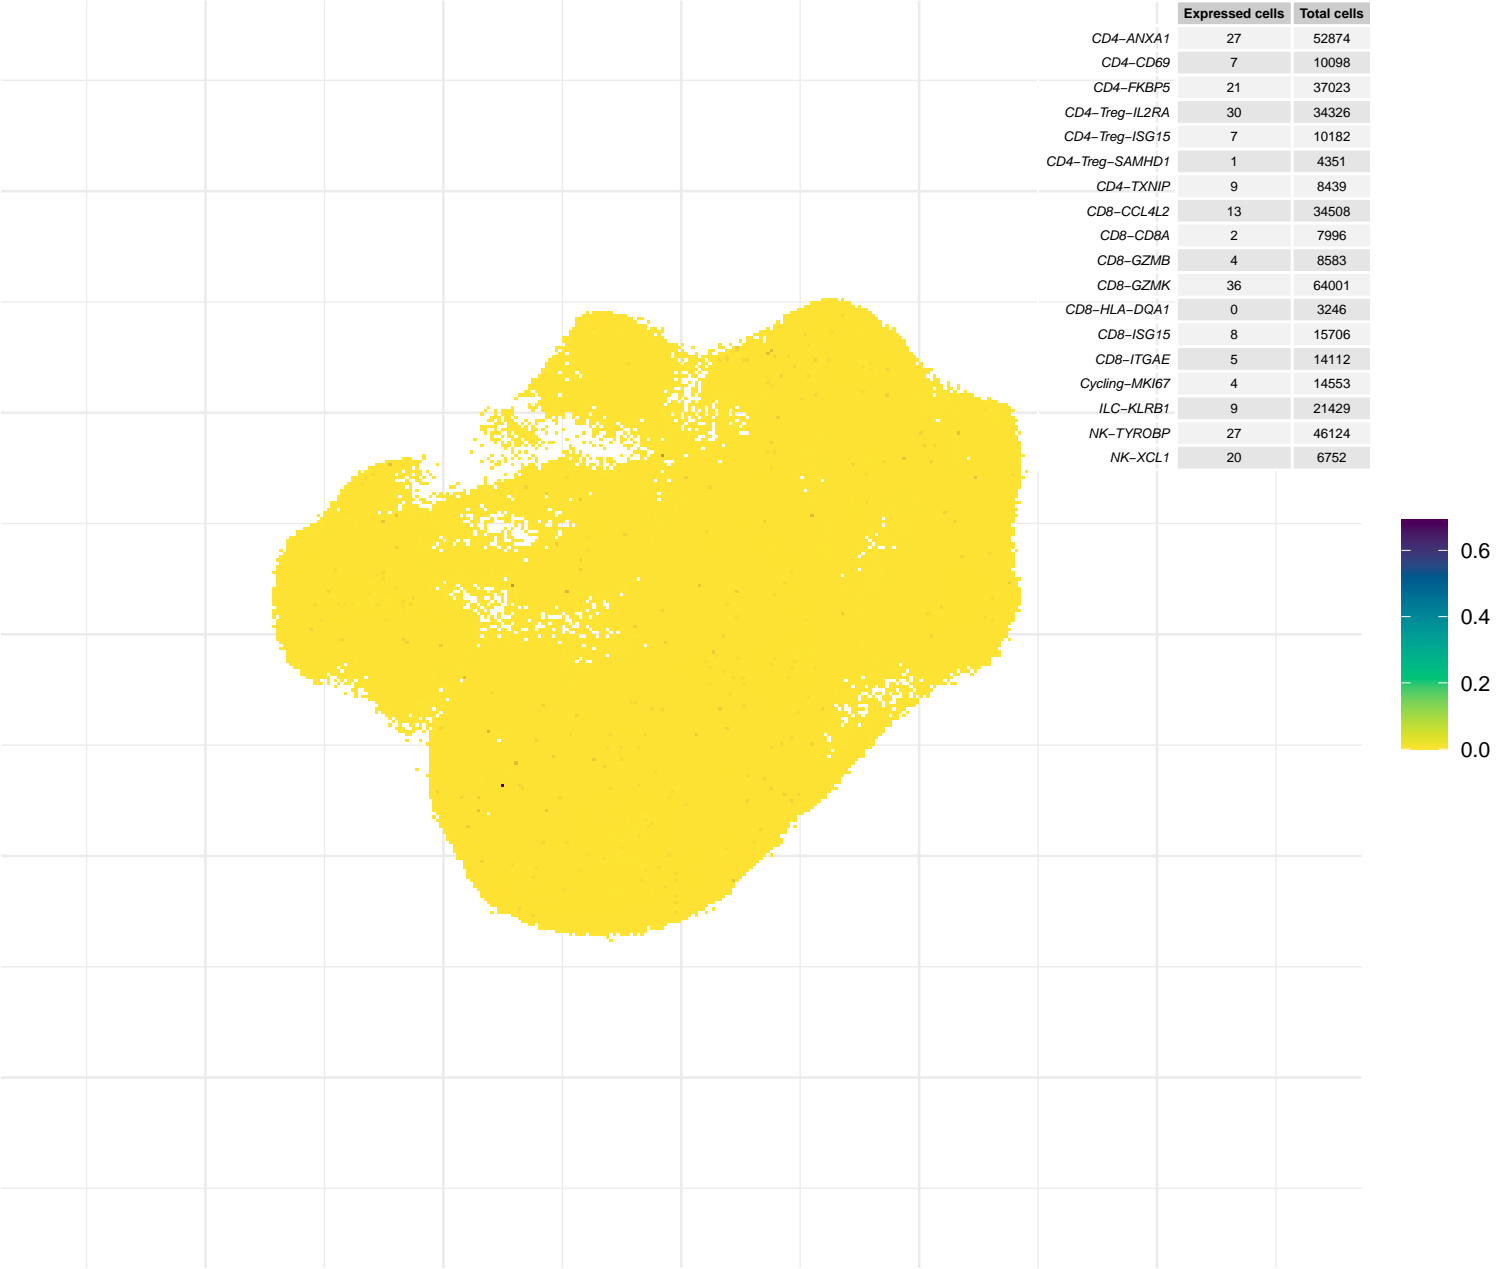 Expressed cells Total cells
CD4−ANXA1 27 52874
CD4−CD69 7 10098
CD4−FKBP5 21 37023
CD4−Treg−IL2RA 30 34326
CD4−Treg−ISG15 7 10182
CD4−Treg−SAMHD1 1 4351
CD4−TXNIP 9 8439
CD8−CCL4L2 13 34508
CD8−CD8A 2 7996
CD8−GZMB 4 8583
CD8−GZMK 36 64001
CD8−HLA−DQA1 0 3246
CD8−ISG15 8 15706
CD8−ITGAE 5 14112
Cycling−MKI67 4 14553
ILC−KLRB1 9 21429
NK−TYROBP 27 46124
NK−XCL1 20 6752
0.6
0.4
0.2
0.0